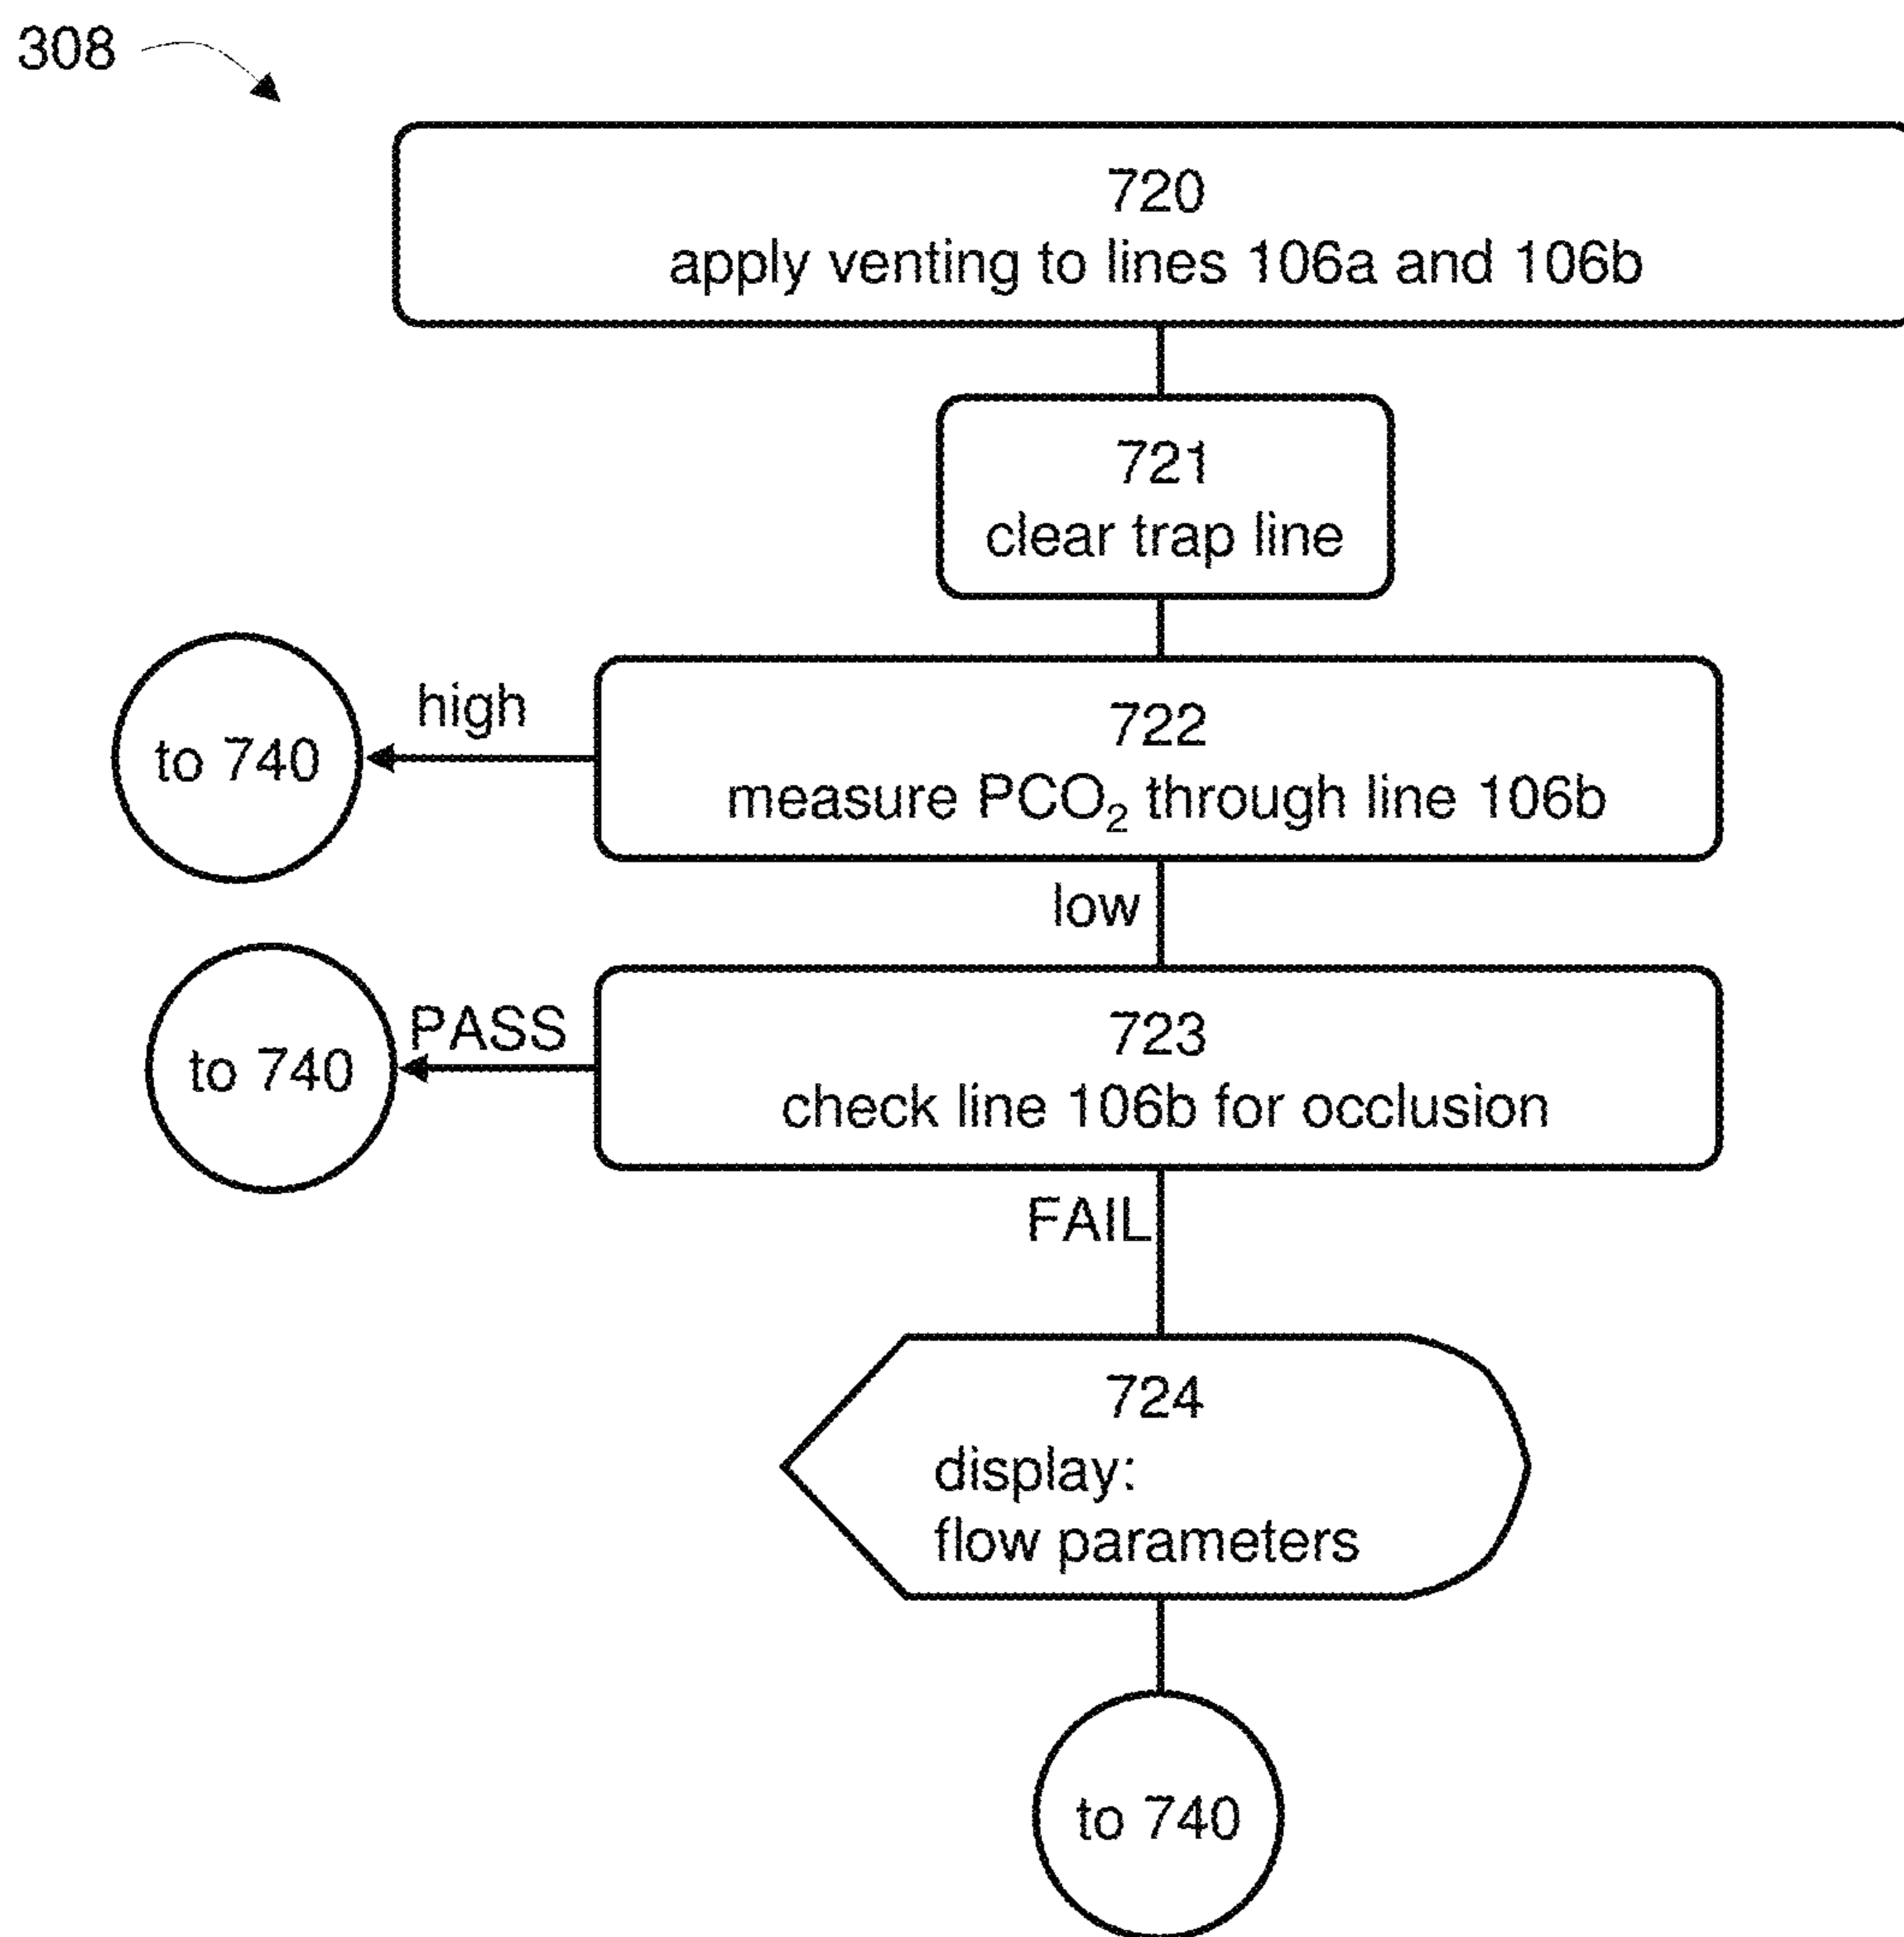 308
720
apply venting to lines 106a and 106b
721
clear trap line
high
to 740
722
measure PCO₂ through line 106b
low
PASS
to 740
723
check line 106b for occlusion
FAIL
724
display:
flow parameters
to 740